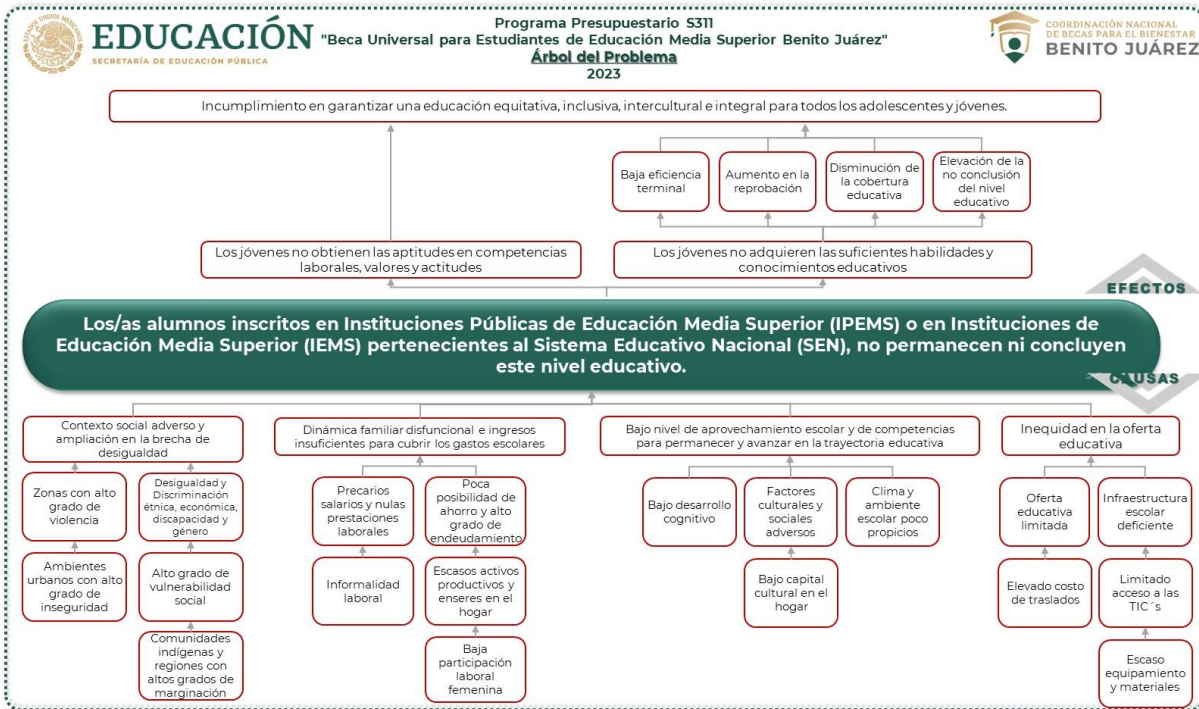 EDUCACIÓN
SECRETARÍA DE EDUCACIÓN PÚBLICA
Programa Presupuestario S311
"Beca Universal para Estudiantes de Educación Media Superior Benito Juárez"
Árbol del Problema
2023
COORDINACIÓN NACIONAL
DE BECAS PARA EL BIENESTAR
BENITO JUÁREZ
Incumplimiento en garantizar una educación equitativa, inclusiva, intercultural e integral para todos los adolescentes y jóvenes.
Baja eficiencia
terminal
Aumento en la
reprobación
Disminución de
la cobertura
educativa
Elevación de la
no conclusión
del nivel
educativo
Los jóvenes no obtienen las aptitudes en competencias
laborales, valores y actitudes
Los jóvenes no adquieren las suficientes habilidades y
conocimientos educativos
EFECTOS
Los/as alumnos inscritos en Instituciones Públicas de Educación Media Superior (IPEMS) o en Instituciones de
Educación Media Superior (IEMS) pertenecientes al Sistema Educativo Nacional (SEN), no permanecen ni concluyen
este nivel educativo.
CAUSAS
Contexto social adverso y
ampliación en la brecha de
desigualdad
Dinámica familiar disfuncional e ingresos
insuficientes para cubrir los gastos escolares
Bajo nivel de aprovechamiento escolar y de competencias
para permanecer y avanzar en la trayectoria educativa
Inequidad en la oferta
educativa
Zonas con alto
grado de
violencia
Desigualdad y
Discriminación
étnica, económica,
discapacidad y
género
Precarios
salarios y nulas
prestaciones
laborales
Poca
posibilidad de
ahorro y alto
grado de
endeudamiento
Bajo desarrollo
cognitivo
Factores
culturales y
sociales
adversos
Clima y
ambiente
escolar poco
propicios
Oferta
educativa
limitada
Infraestructura
escolar
deficiente
Ambientes
urbanos con alto
grado de
inseguridad
Alto grado de
vulnerabilidad
social
Informalidad
laboral
Escasos activos
productivos y
enseres en el
hogar
Bajo capital
cultural en el
hogar
Elevado costo
de traslados
Limitado
acceso a las
TIC´s
Comunidades
indígenas y
regiones con
altos grados de
marginación
Baja
participación
laboral
femenina
Escaso
equipamiento
y materiales